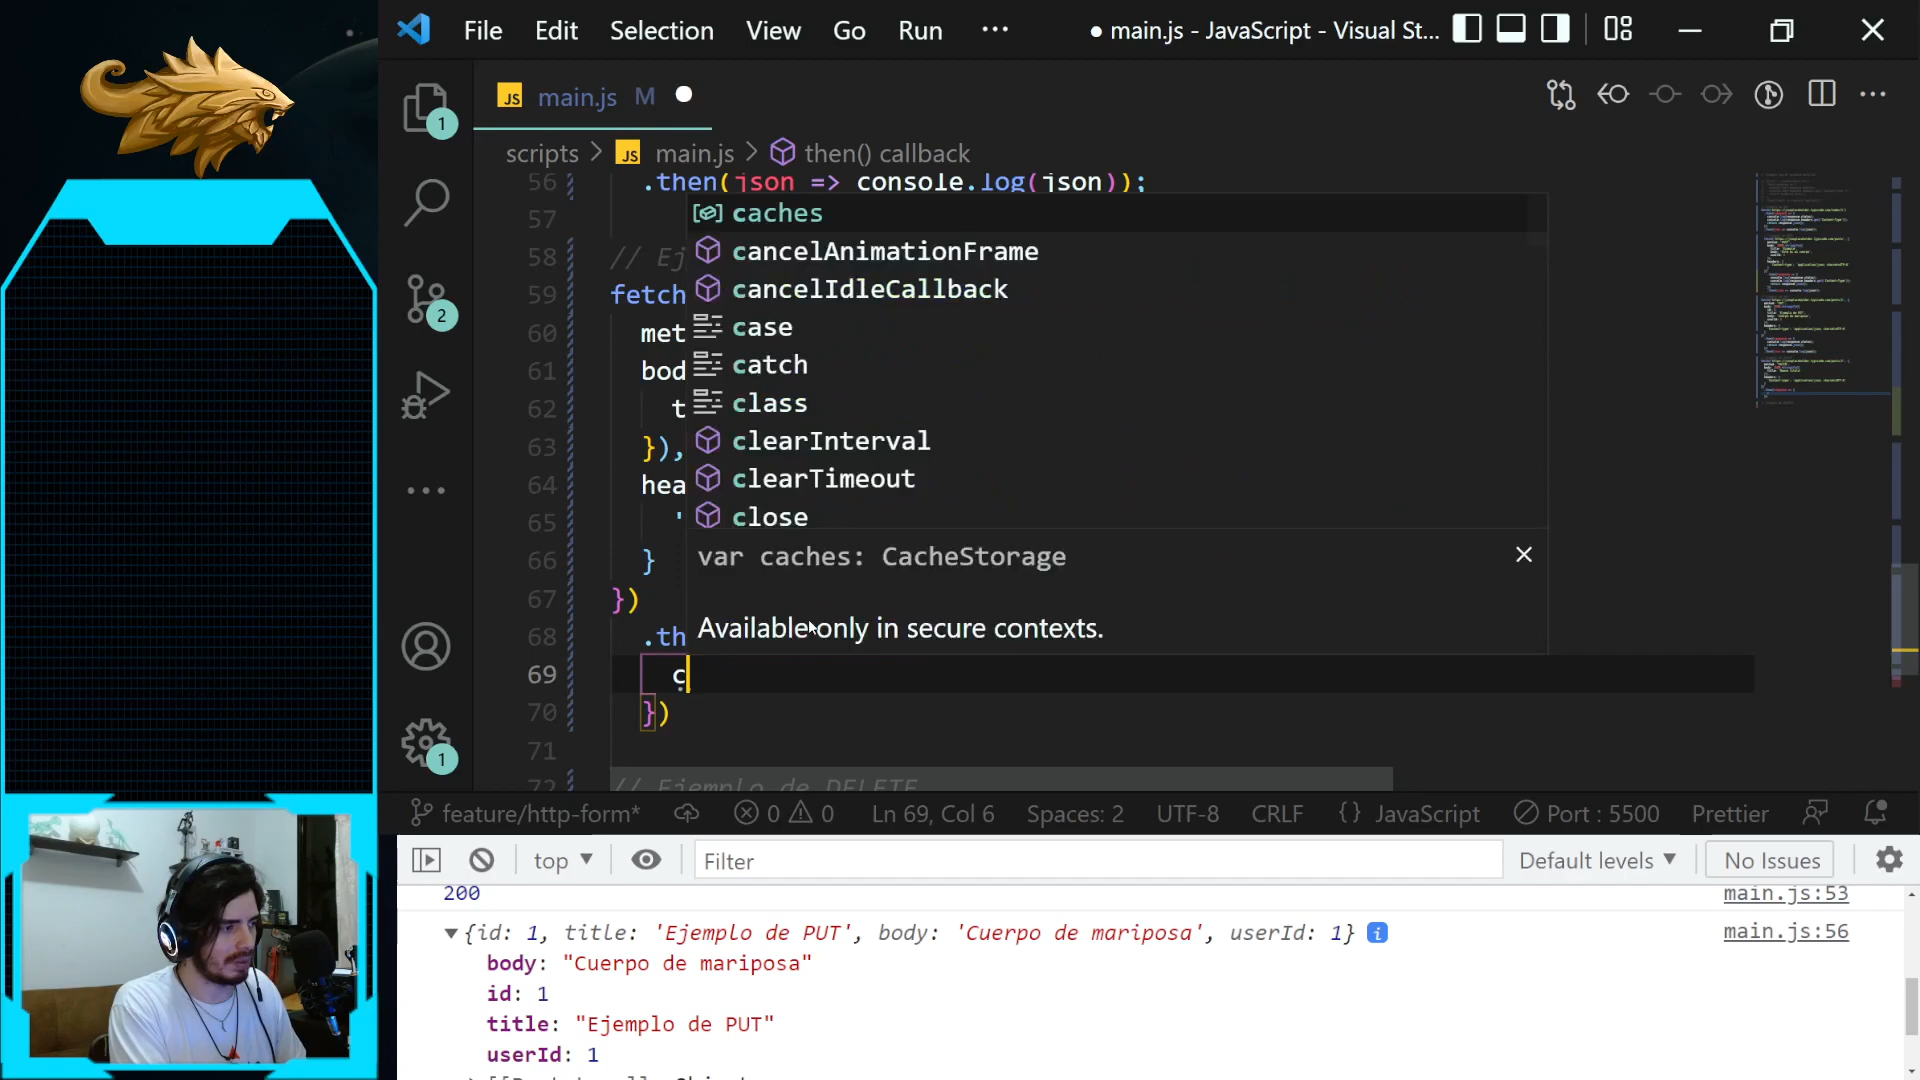 File Edit Selection View Go Run ··· ● main.js - JavaScript - Visual St...
JS main.js M ●
scripts > JS main.js > then() callback
56 .then(json => console.log(json));
57
58 // Ej
59 fetch
60 met
61 bod
62 t
63 }),
64 hea
65 '
66 }
67 })
68 .th
69 c
70 })
71
72 // Ejemplo de DELETE
caches
cancelAnimationFrame
cancelIdleCallback
case
catch
class
clearInterval
clearTimeout
close
var caches: CacheStorage
Available only in secure contexts.
1
2
1
feature/http-form* 0 0 Ln 69, Col 6 Spaces: 2 UTF-8 CRLF {} JavaScript Port : 5500 Prettier
top Filter Default levels No Issues
200 main.js:53
{id: 1, title: 'Ejemplo de PUT', body: 'Cuerpo de mariposa', userId: 1} i main.js:56
body: "Cuerpo de mariposa"
id: 1
title: "Ejemplo de PUT"
userId: 1